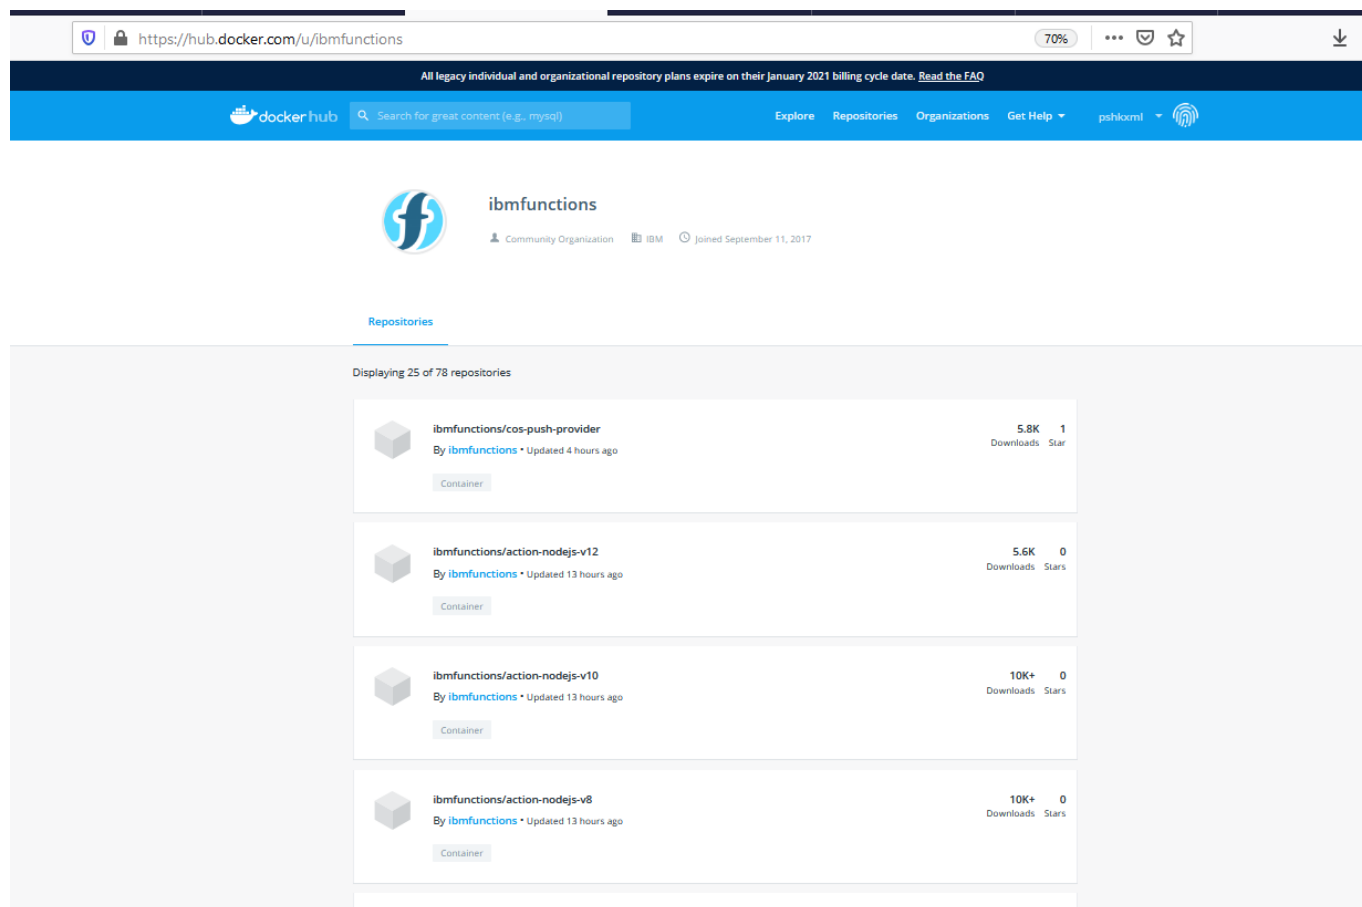 https://hub.docker.com/u/ibmfunctions 70%
All legacy individual and organizational repository plans expire on their January 2021 billing cycle date. Read the FAQ
docker hub Search for great content (e.g., mysql) Explore Repositories Organizations Get Help pshkxml
ibmfunctions
Community Organization IBM Joined September 11, 2017
Repositories
Displaying 25 of 78 repositories
ibmfunctions/cos-push-provider 5.8K 1
By ibmfunctions • Updated 4 hours ago Downloads Star
Container
ibmfunctions/action-nodejs-v12 5.6K 0
By ibmfunctions • Updated 13 hours ago Downloads Stars
Container
ibmfunctions/action-nodejs-v10 10K+ 0
By ibmfunctions • Updated 13 hours ago Downloads Stars
Container
ibmfunctions/action-nodejs-v8 10K+ 0
By ibmfunctions • Updated 13 hours ago Downloads Stars
Container